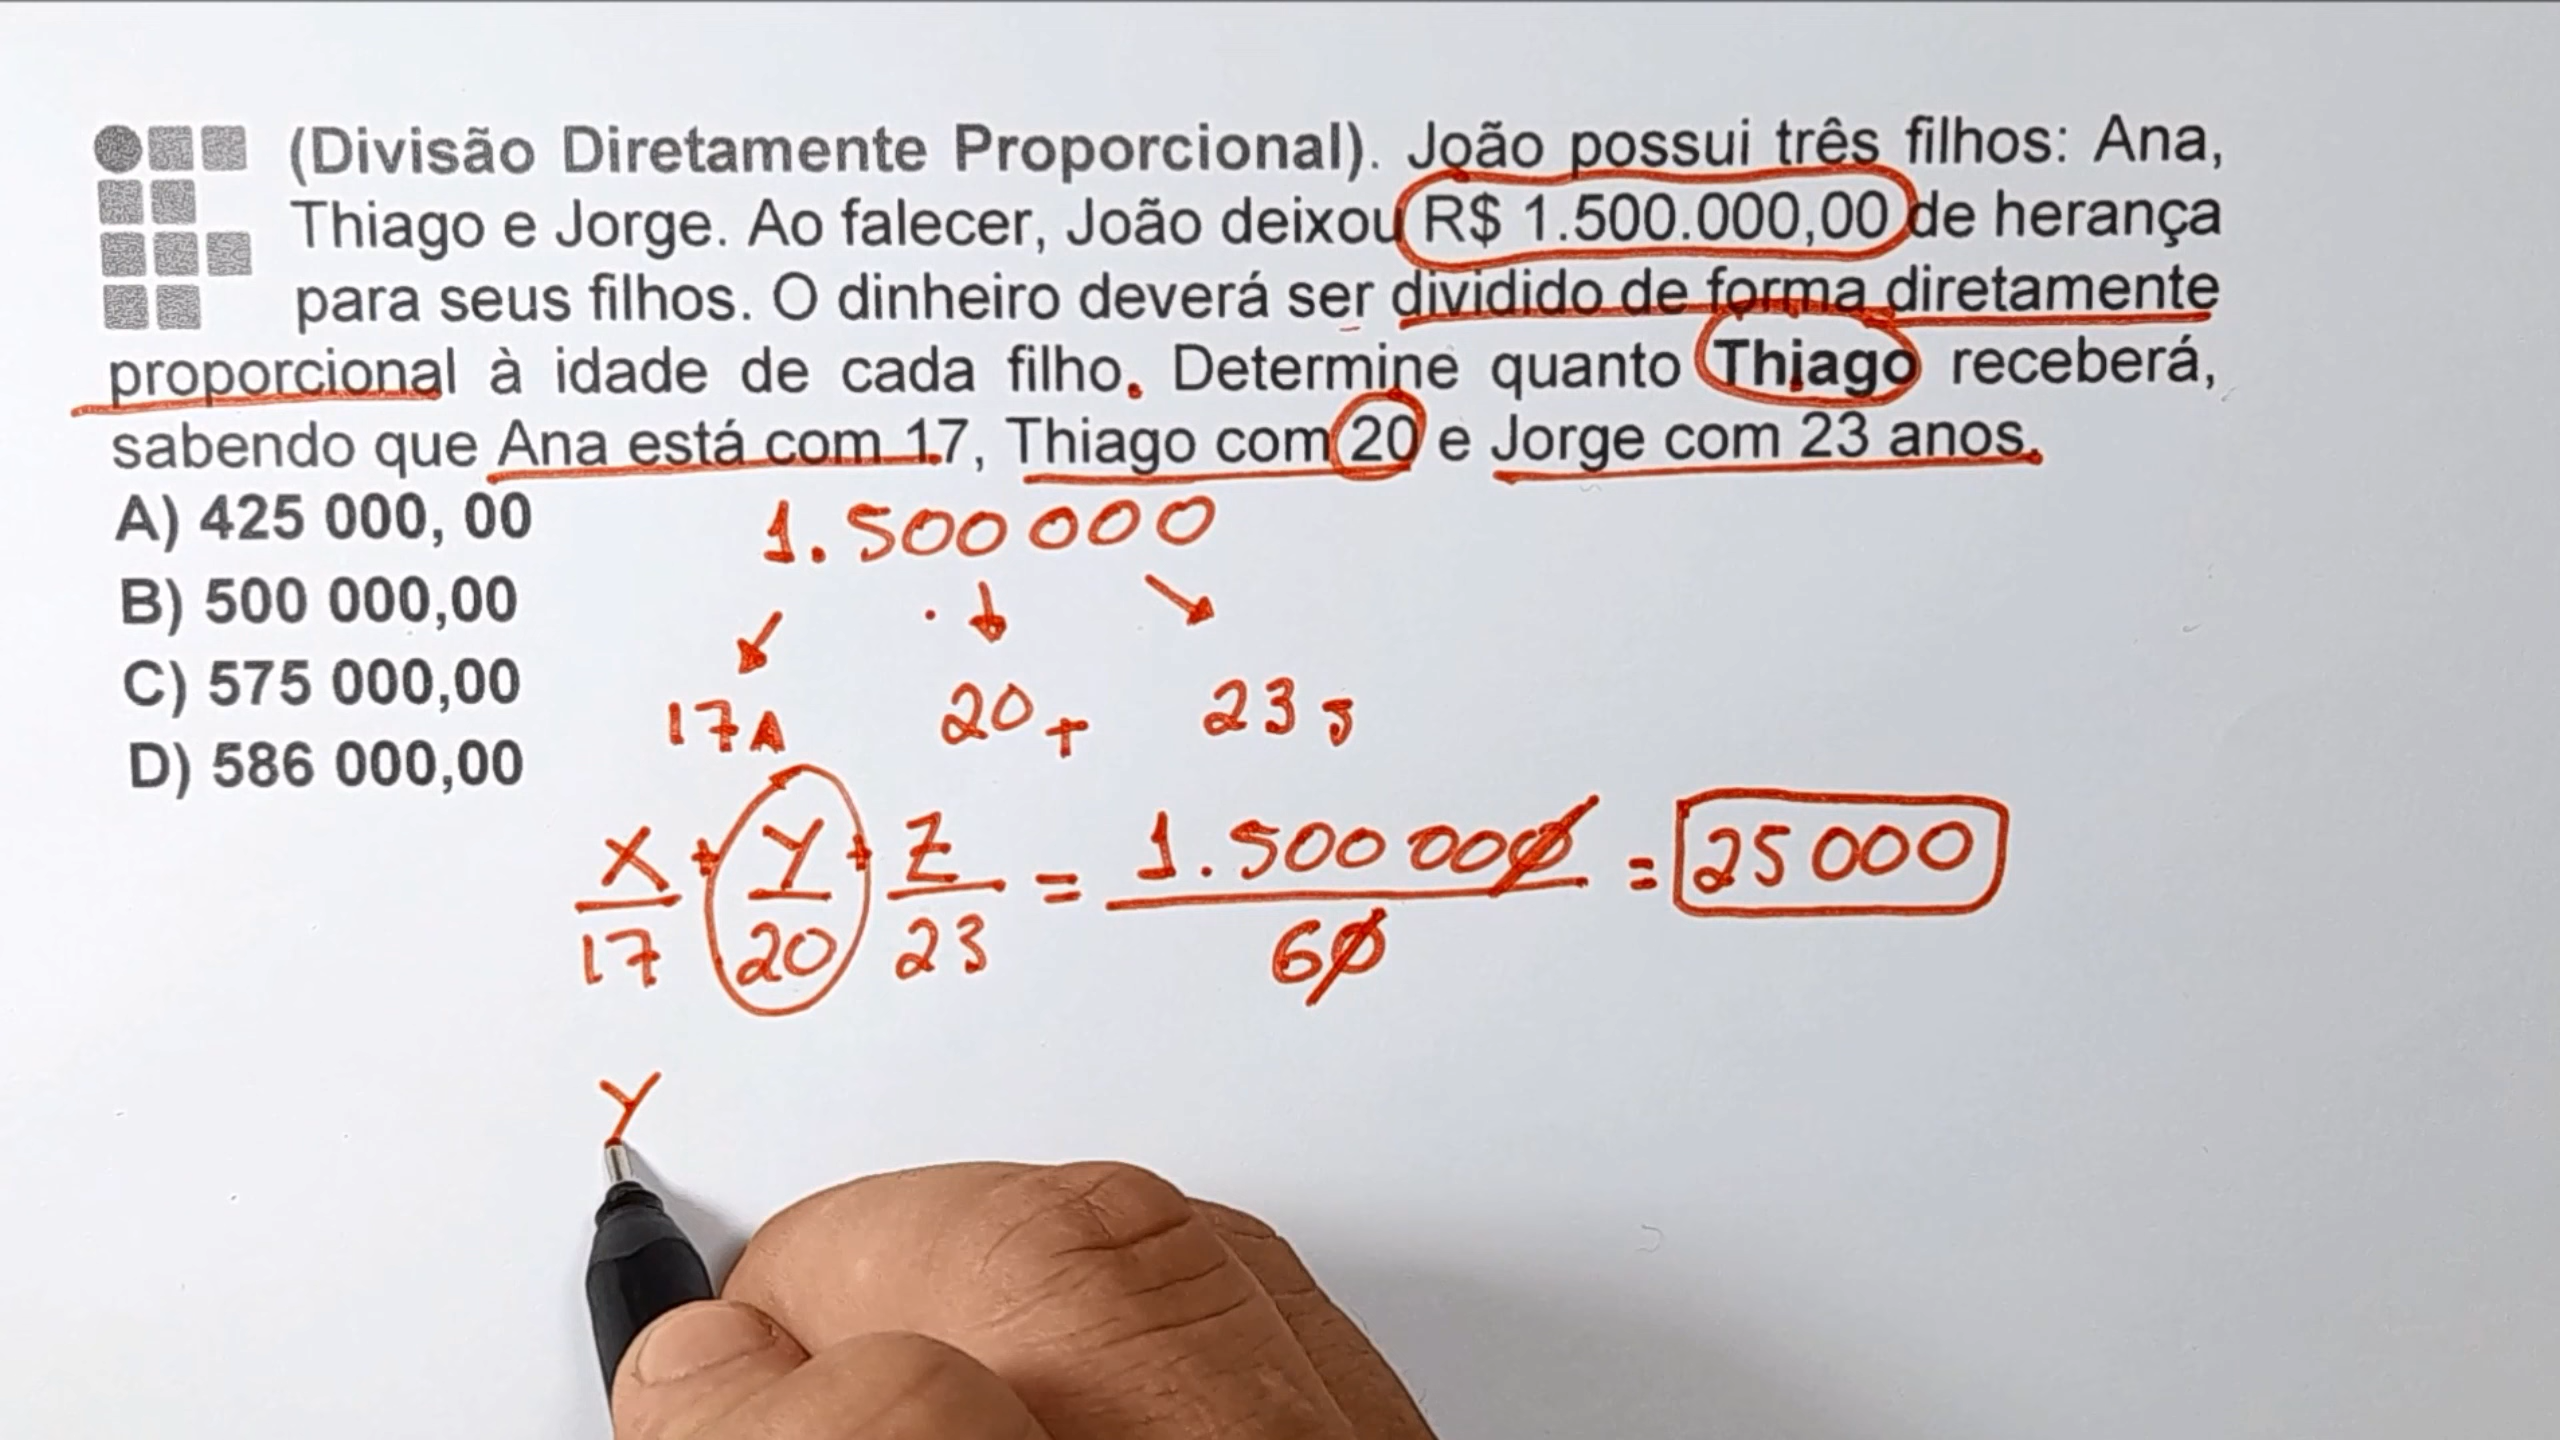 (Divisão Diretamente Proporcional). João possui três filhos: Ana,
Thiago e Jorge. Ao falecer, João deixou R$ 1.500.000,00 de herança
para seus filhos. O dinheiro deverá ser dividido de forma diretamente
proporcional à idade de cada filho. Determine quanto Thiago receberá,
sabendo que Ana está com 17, Thiago com 20 e Jorge com 23 anos.
A) 425 000, 00
B) 500 000,00
C) 575 000,00
D) 586 000,00
1.500000
17A 20T 23J
X/17 + Y/20 + Z/23 = 1.500000/60 = 25000
Y